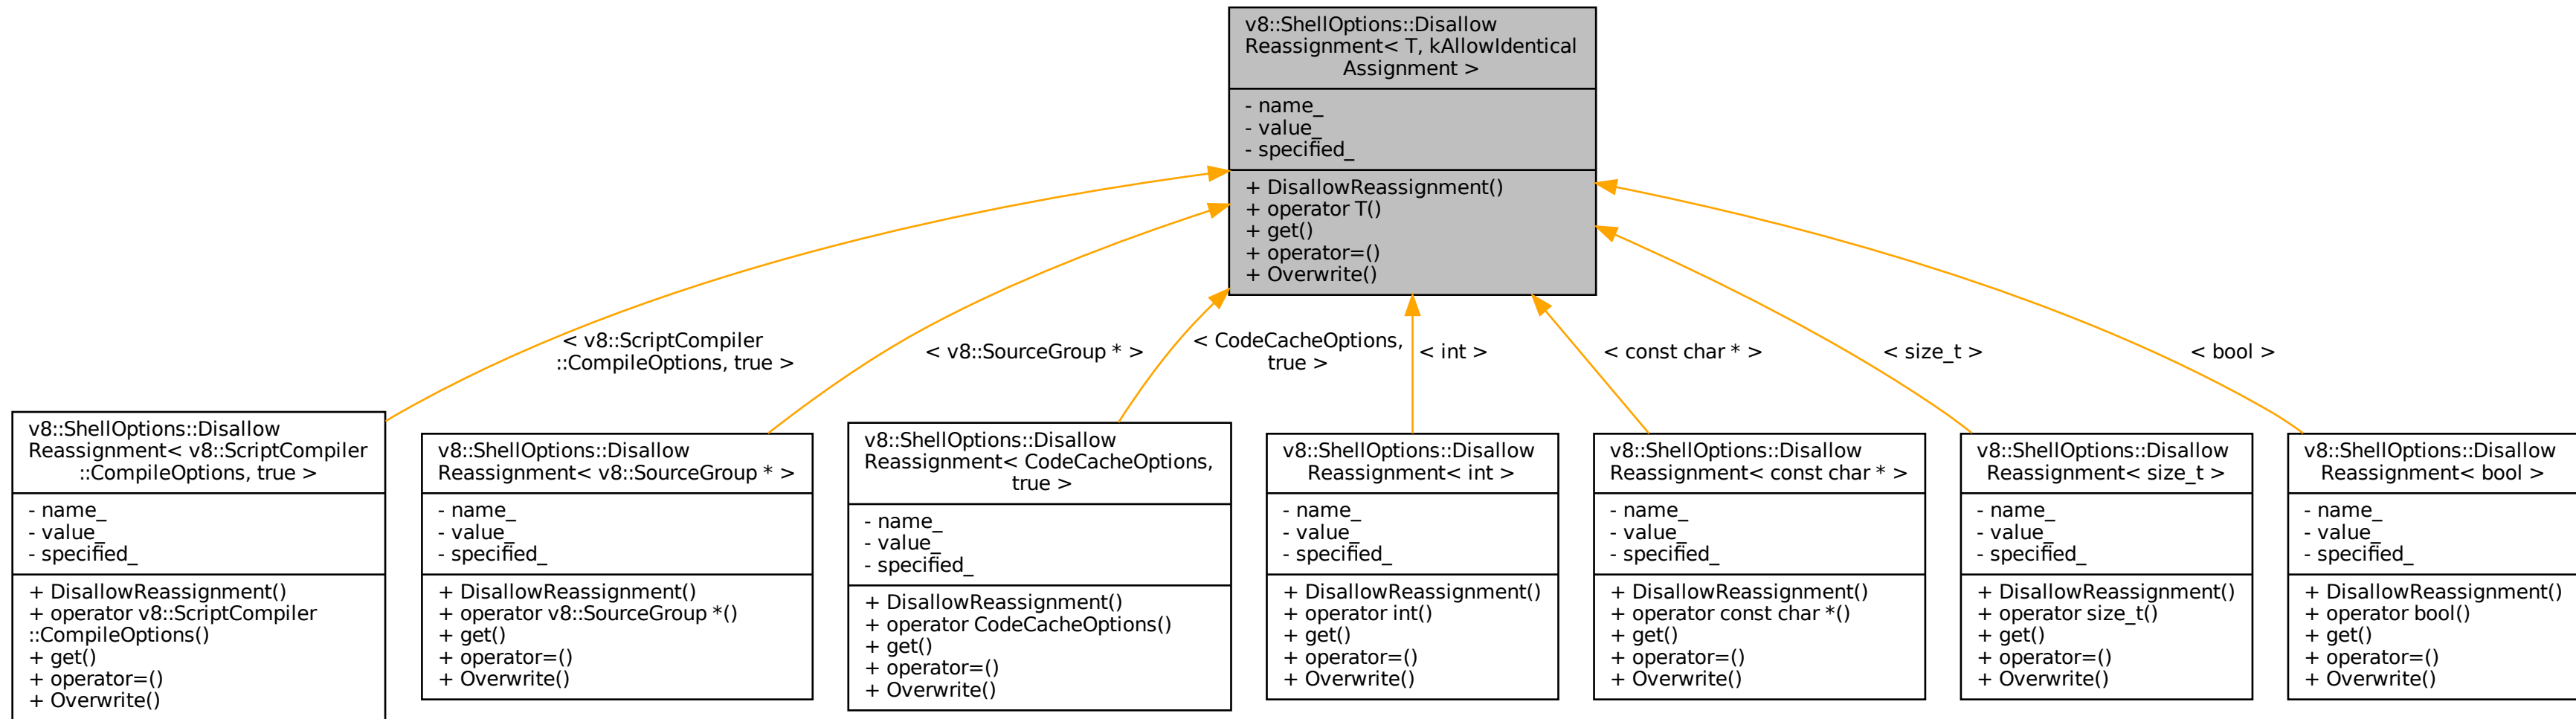 v8::ShellOptions::Disallow
Reassignment< T, kAllowIdentical
Assignment >
- name_
- value_
- specified_
+ DisallowReassignment()
+ operator T()
+ get()
+ operator=()
+ Overwrite()
< v8::ScriptCompiler
::CompileOptions, true >
< v8::SourceGroup * >
< CodeCacheOptions,
true >
< int >
< const char * >
< size_t >
< bool >
v8::ShellOptions::Disallow
Reassignment< v8::ScriptCompiler
::CompileOptions, true >
- name_
- value_
- specified_
+ DisallowReassignment()
+ operator v8::ScriptCompiler
::CompileOptions()
+ get()
+ operator=()
+ Overwrite()
v8::ShellOptions::Disallow
Reassignment< v8::SourceGroup * >
- name_
- value_
- specified_
+ DisallowReassignment()
+ operator v8::SourceGroup *()
+ get()
+ operator=()
+ Overwrite()
v8::ShellOptions::Disallow
Reassignment< CodeCacheOptions,
true >
- name_
- value_
- specified_
+ DisallowReassignment()
+ operator CodeCacheOptions()
+ get()
+ operator=()
+ Overwrite()
v8::ShellOptions::Disallow
Reassignment< int >
- name_
- value_
- specified_
+ DisallowReassignment()
+ operator int()
+ get()
+ operator=()
+ Overwrite()
v8::ShellOptions::Disallow
Reassignment< const char * >
- name_
- value_
- specified_
+ DisallowReassignment()
+ operator const char *()
+ get()
+ operator=()
+ Overwrite()
v8::ShellOptions::Disallow
Reassignment< size_t >
- name_
- value_
- specified_
+ DisallowReassignment()
+ operator size_t()
+ get()
+ operator=()
+ Overwrite()
v8::ShellOptions::Disallow
Reassignment< bool >
- name_
- value_
- specified_
+ DisallowReassignment()
+ operator bool()
+ get()
+ operator=()
+ Overwrite()